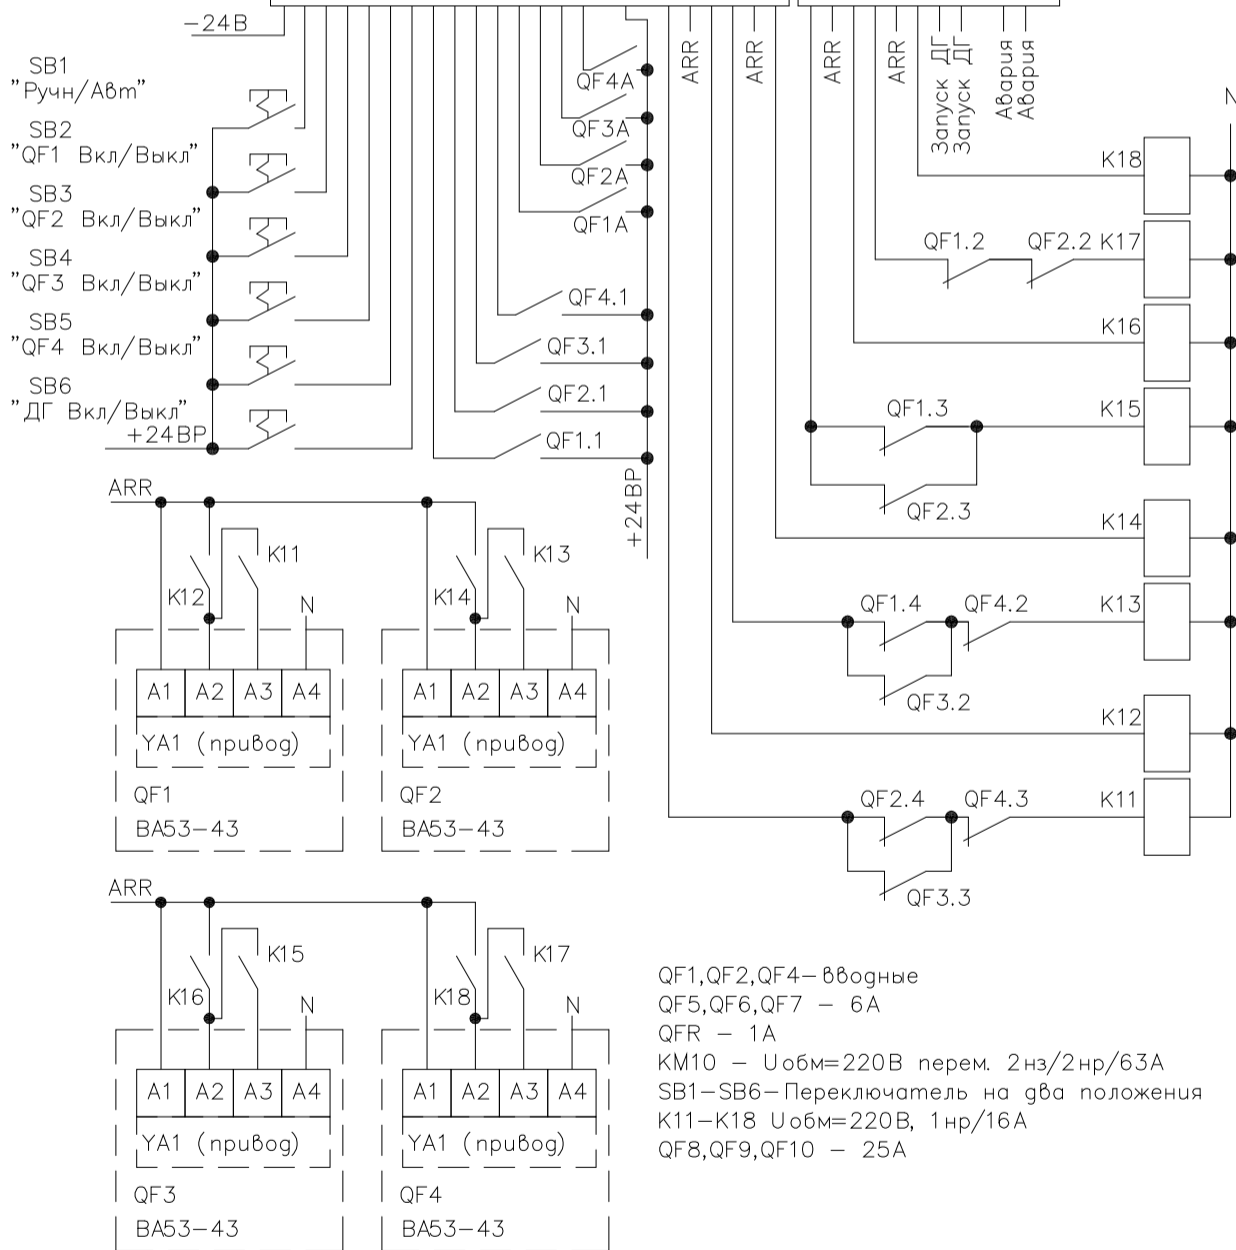 -24В
SB1
"Ручн/Авт"
SB2
"QF1 Вкл/Выкл"
SB3
"QF2 Вкл/Выкл"
SB4
"QF3 Вкл/Выкл"
SB5
"QF4 Вкл/Выкл"
SB6
"ДГ Вкл/Выкл"
+24ВР
QF4A
QF3A
QF2A
QF1A
QF4.1
QF3.1
QF2.1
QF1.1
+24ВР
ARR
ARR
ARR
ARR
Запуск ДГ
Запуск ДГ
Авария
Авария
N
K18
QF1.2
QF2.2
K17
K16
QF1.3
K15
QF2.3
K14
QF1.4
QF4.2
K13
QF3.2
K12
QF2.4
QF4.3
K11
QF3.3
ARR
K12
K11
N
A1 A2 A3 A4
YA1 (привод)
QF1
ВА53-43
K14
K13
N
A1 A2 A3 A4
YA1 (привод)
QF2
ВА53-43
ARR
K16
K15
N
A1 A2 A3 A4
YA1 (привод)
QF3
ВА53-43
K18
K17
N
A1 A2 A3 A4
YA1 (привод)
QF4
ВА53-43
QF1,QF2,QF4-вводные
QF5,QF6,QF7 - 6А
QFR - 1А
KM10 - Uобм=220В перем. 2нз/2нр/63А
SB1-SB6-Переключатель на два положения
K11-K18 Uобм=220В, 1нр/16А
QF8,QF9,QF10 - 25А